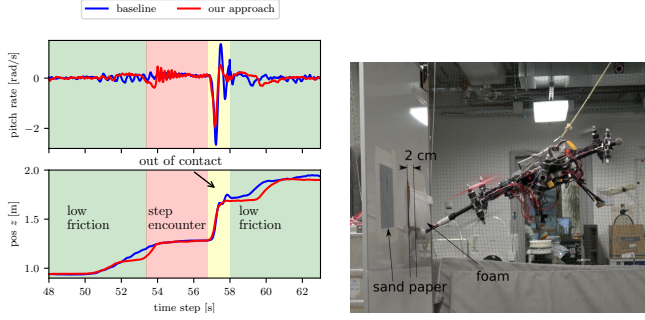 baseline
our approach
pitch rate [rad/s]
0
−2
out of contact
2.0
1.5
1.0
pos z [m]
low
friction
step
encounter
low
friction
48
50
52
54
56
58
60
62
time step [s]
2 cm
sand paper
foam